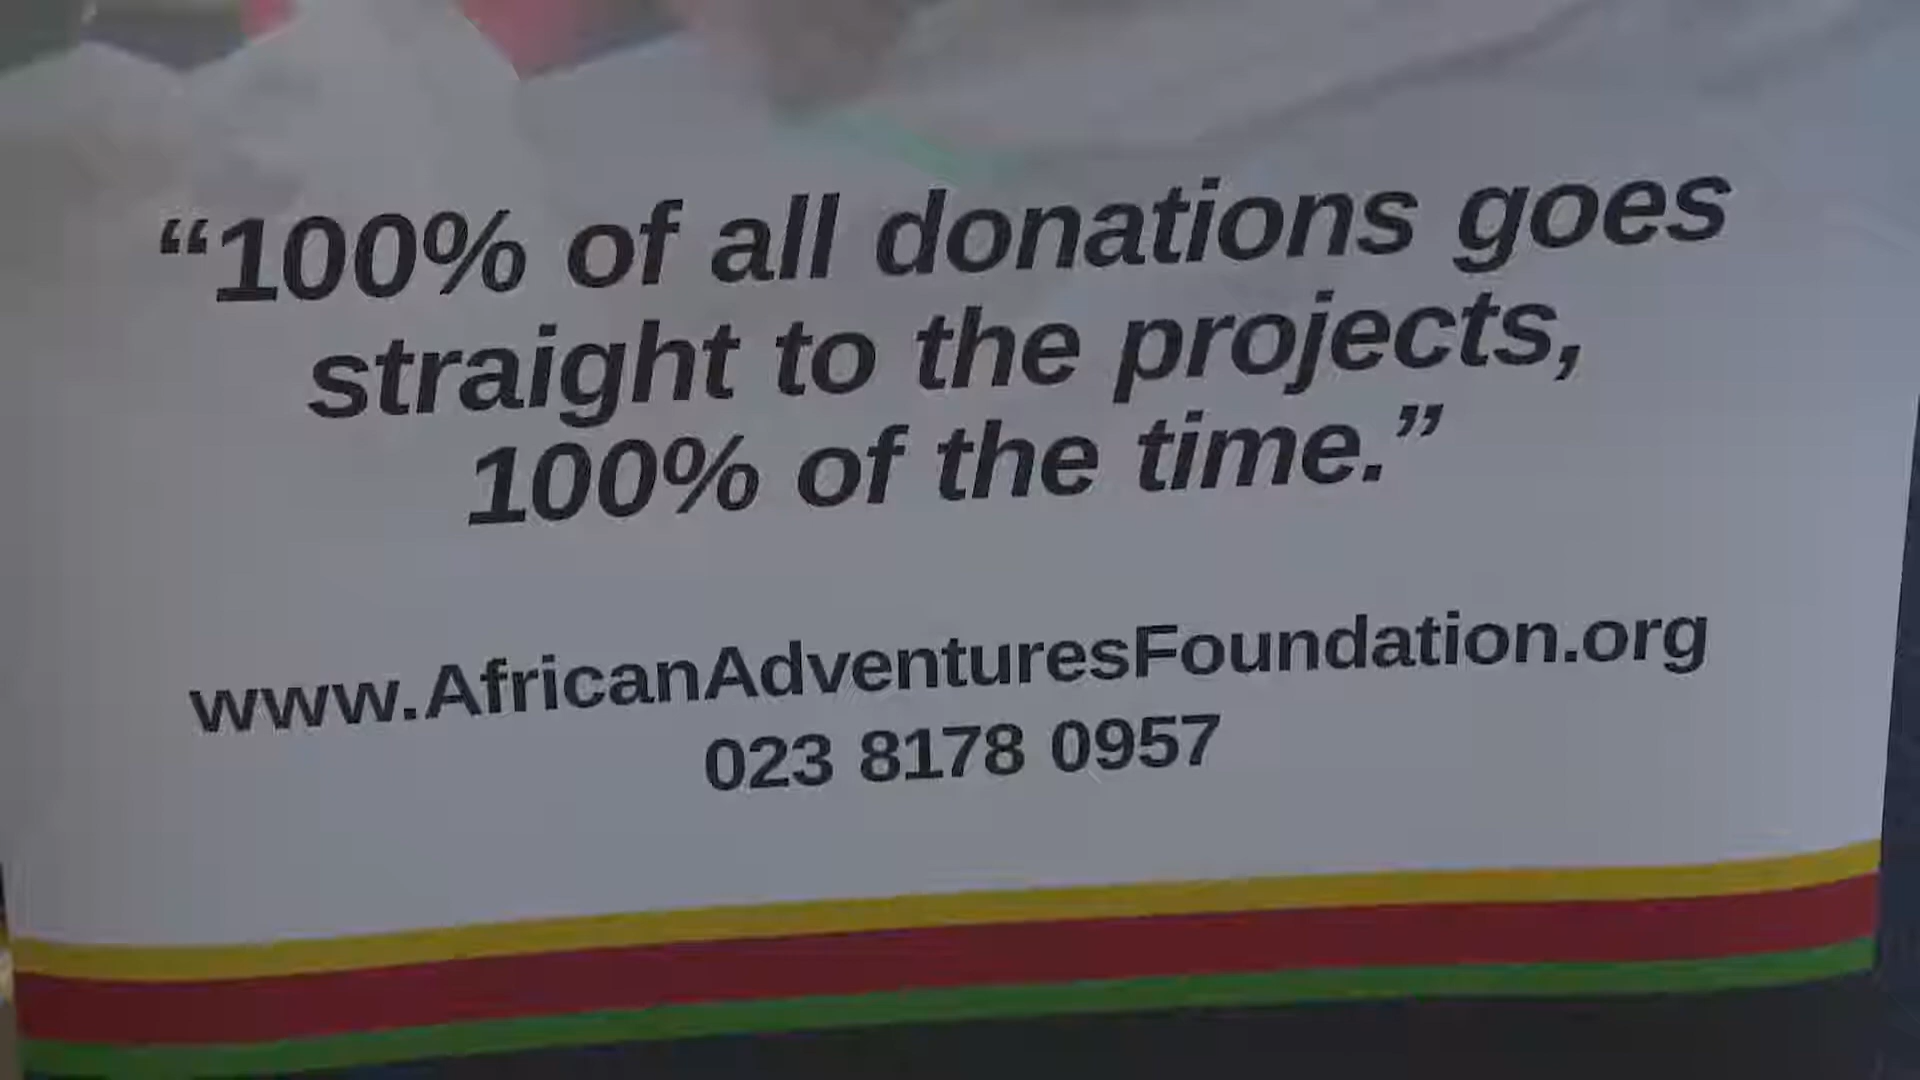 “100% of all donations goes
straight to the projects,
100% of the time.”
www.AfricanAdventuresFoundation.org
023 8178 0957